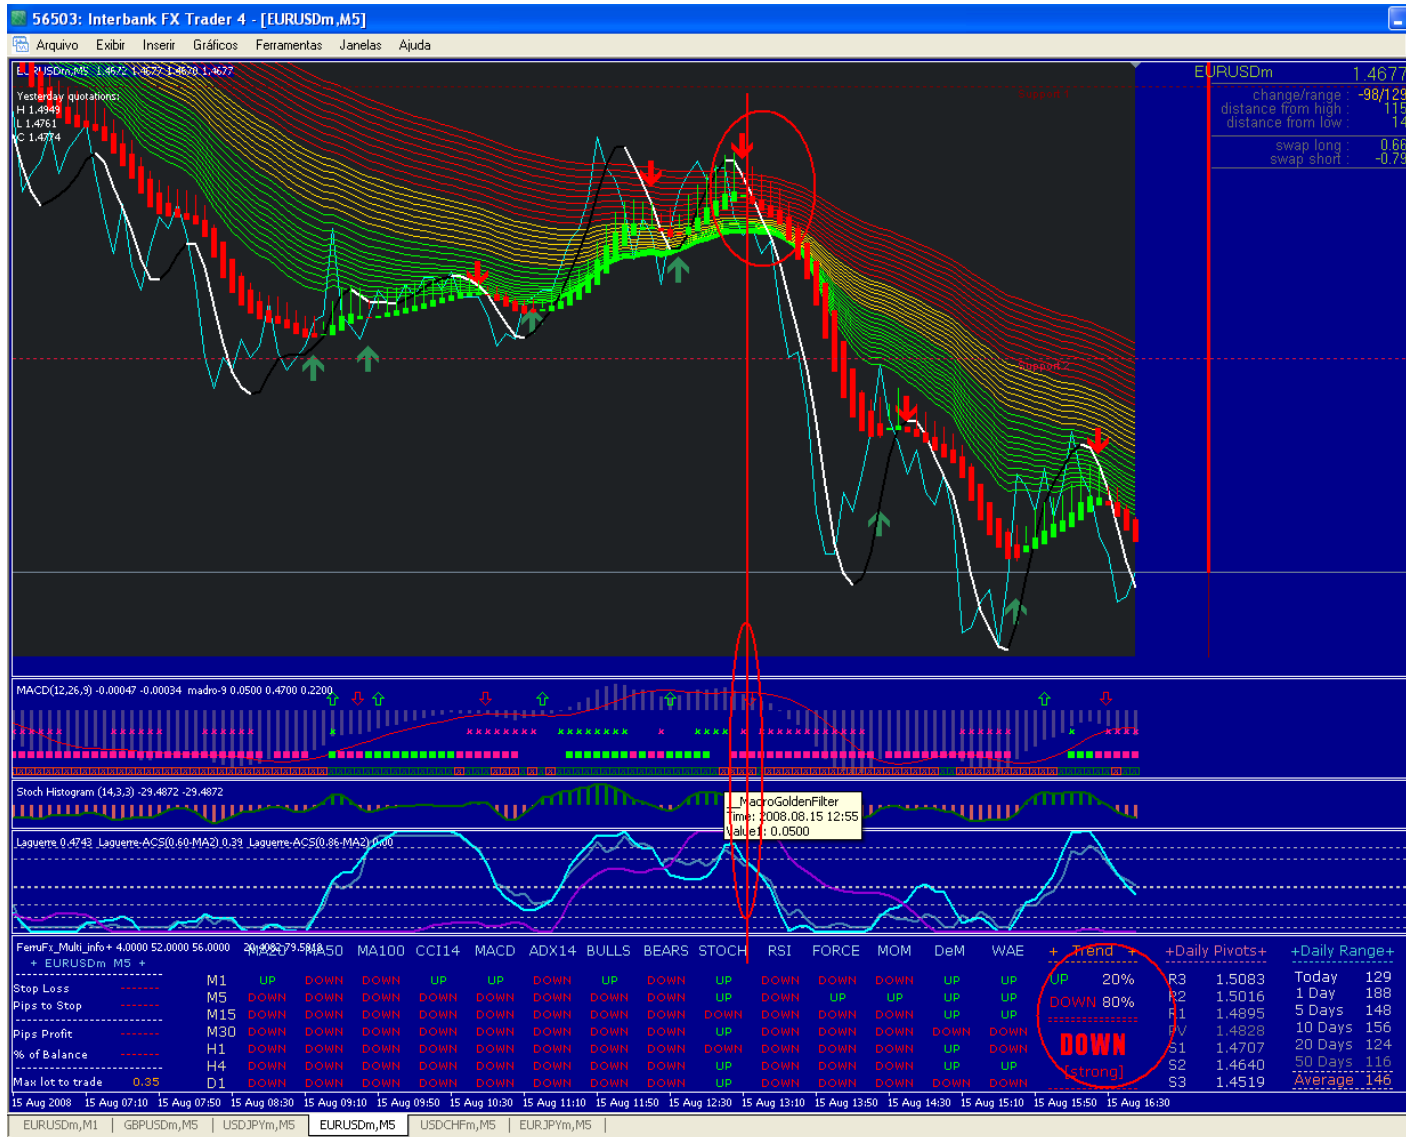 56503: Interbank FX Trader 4 - [EURUSDm,M5]
Arquivo Exibir Inserir Gráficos Ferramentas Janelas Ajuda
EURUSDm,M5 1.4672 1.4677 1.4670 1.4677
Yesterday quotations:
H 1.4949
L 1.4761
C 1.4774
Support 1
Support 2
EURUSDm 1.4677
change/range : -98/129
distance from high : 115
distance from low : 14
swap long : 0.66
swap short : -0.79
MACD(12,26,9) -0.00047 -0.00034 madro-9 0.0500 0.4700 0.2200
Stoch Histogram (14,3,3) -29.4872 -29.4872
_MacroGoldenFilter
Time: 2008.08.15 12:55
Value1: 0.0500
Laguerre 0.4743 Laguerre-ACS(0.60-MA2) 0.39 Laguerre-ACS(0.86-MA2) 0.00
FerruFx_Multi_info+ 4.0000 52.0000 56.0000
+ EURUSDm M5 +
Stop Loss
Pips to Stop
Pips Profit
% of Balance
Max lot to trade 0.35
MA20 MA50 MA100 CCI14 MACD ADX14 BULLS BEARS STOCH RSI FORCE MOM DeM WAE
M1 UP DOWN DOWN UP UP DOWN UP DOWN UP DOWN DOWN DOWN UP UP
M5 DOWN DOWN DOWN DOWN DOWN DOWN DOWN DOWN UP DOWN UP UP UP UP
M15 DOWN DOWN DOWN DOWN DOWN DOWN DOWN DOWN DOWN DOWN DOWN DOWN UP UP
M30 DOWN DOWN DOWN DOWN DOWN DOWN DOWN DOWN UP DOWN DOWN DOWN DOWN DOWN
H1 DOWN DOWN DOWN DOWN DOWN DOWN DOWN DOWN DOWN DOWN DOWN DOWN UP DOWN
H4 DOWN DOWN DOWN DOWN DOWN DOWN DOWN DOWN UP DOWN DOWN DOWN UP UP
D1 DOWN DOWN DOWN DOWN DOWN DOWN DOWN DOWN UP DOWN DOWN DOWN DOWN DOWN
+ Trend +
UP 20%
DOWN 80%
DOWN
[strong]
+Daily Pivots+
R3 1.5083
R2 1.5016
R1 1.4895
PV 1.4828
S1 1.4707
S2 1.4640
S3 1.4519
+Daily Range+
Today 129
1 Day 188
5 Days 148
10 Days 156
20 Days 124
50 Days 116
Average 146
15 Aug 2008 15 Aug 07:10 15 Aug 07:50 15 Aug 08:30 15 Aug 09:10 15 Aug 09:50 15 Aug 10:30 15 Aug 11:10 15 Aug 11:50 15 Aug 12:30 15 Aug 13:10 15 Aug 13:50 15 Aug 14:30 15 Aug 15:10 15 Aug 15:50 15 Aug 16:30
EURUSDm,M1 GBPUSDm,M5 USDJPYm,M5 EURUSDm,M5 USDCHFm,M5 EURJPYm,M5